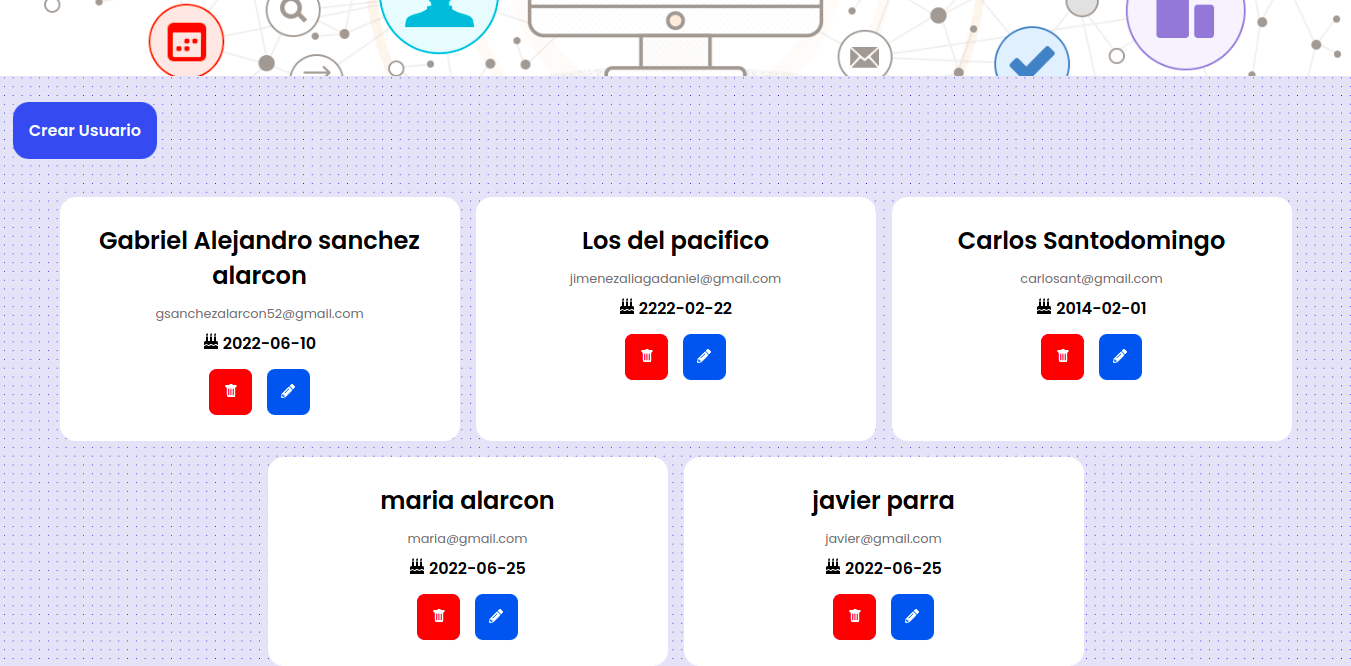 Crear Usuario
Gabriel Alejandro sanchez
alarcon
gsanchezalarcon52@gmail.com
2022-06-10
Los del pacifico
jimenezaliagadaniel@gmail.com
2222-02-22
Carlos Santodomingo
carlosant@gmail.com
2014-02-01
maria alarcon
maria@gmail.com
2022-06-25
javier parra
javier@gmail.com
2022-06-25